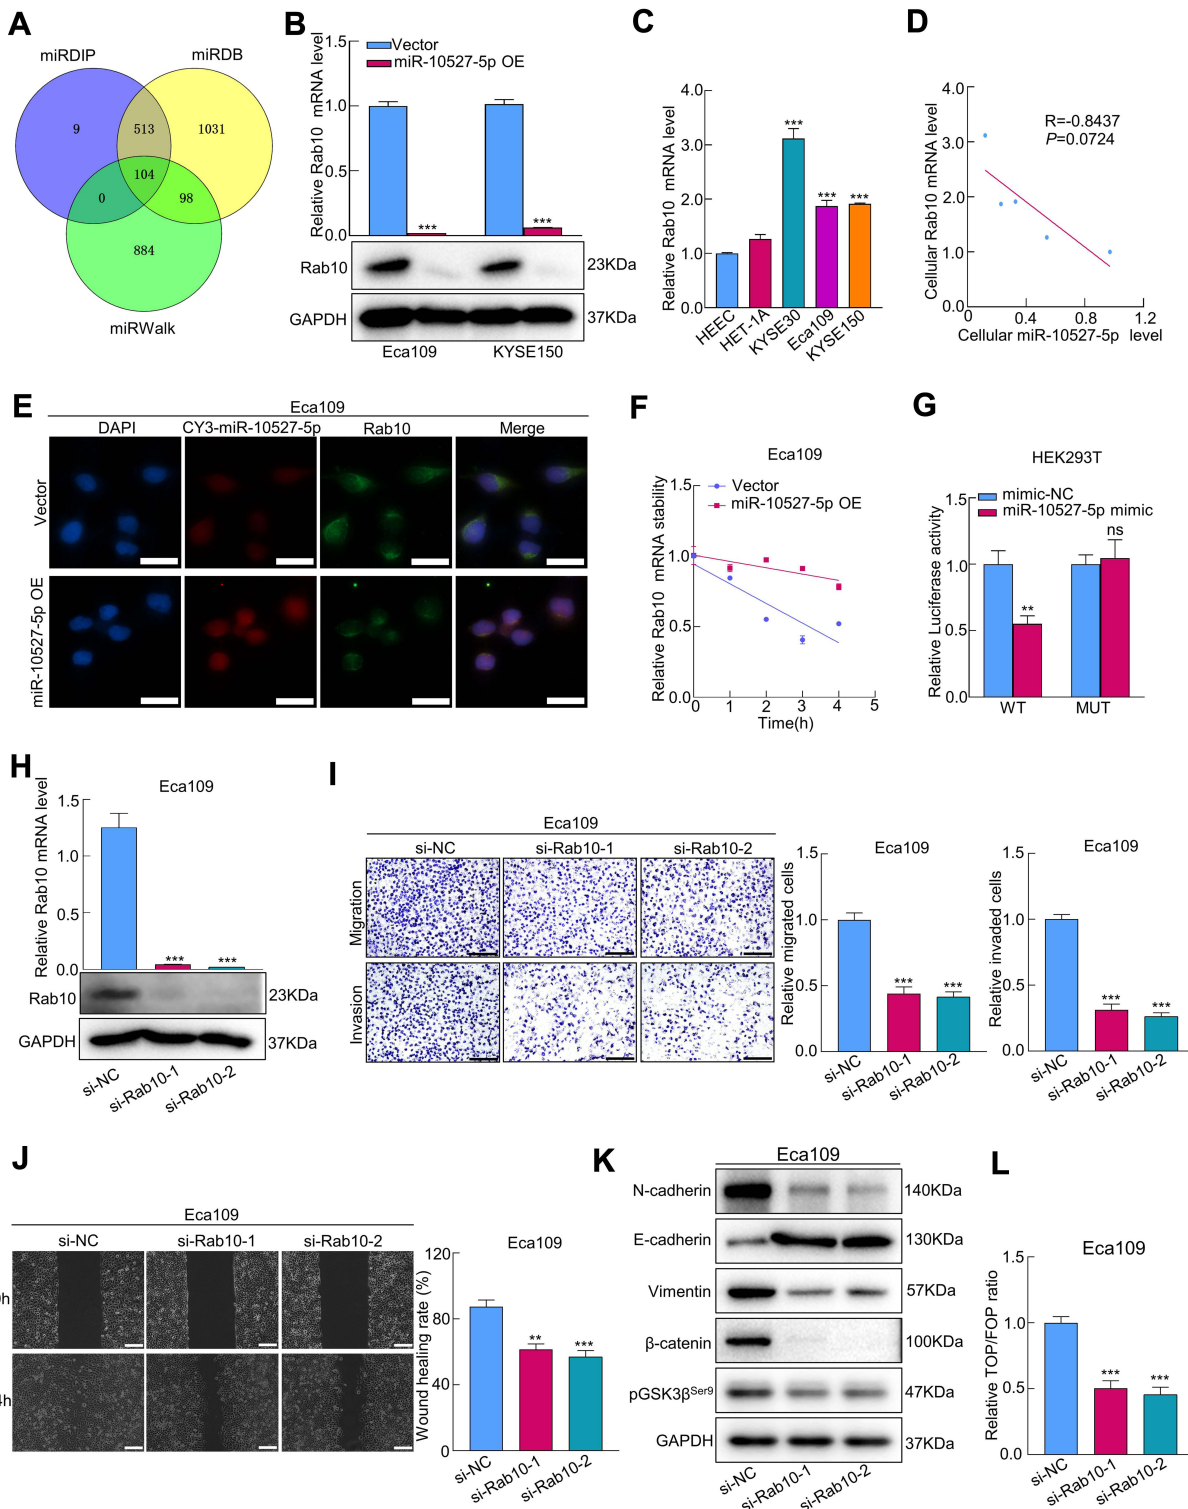 A
miRDIP
miRDB
9
513
1031
104
0
98
884
miRWalk
B
Relative Rab10 mRNA level
1.5
1.0
0.5
0.0
Vector
miR-10527-5p OE
***
***
Rab10
23KDa
GAPDH
37KDa
Eca109
KYSE150
C
Relative Rab10 mRNA level
4.0
3.0
2.0
1.0
0.0
***
***
***
HEEC
HET-1A
KYSE30
Eca109
KYSE150
D
Cellular Rab10 mRNA level
4.0
3.0
2.0
1.0
0.0
R=-0.8437
P=0.0724
0
0.4
0.8
1.2
Cellular miR-10527-5p level
E
Eca109
DAPI
CY3-miR-10527-5p
Rab10
Merge
Vector
miR-10527-5p OE
F
Eca109
Relative Rab10 mRNA stability
1.5
1.0
0.5
0.0
Vector
miR-10527-5p OE
0
1
2
3
4
5
Time(h)
G
HEK293T
Relative Luciferase activity
1.5
1.0
0.5
0.0
mimic-NC
miR-10527-5p mimic
**
ns
WT
MUT
H
Eca109
Relative Rab10 mRNA level
1.5
1.0
0.5
0.0
***
***
Rab10
23KDa
GAPDH
37KDa
si-NC
si-Rab10-1
si-Rab10-2
I
Eca109
si-NC
si-Rab10-1
si-Rab10-2
Migration
Invasion
Eca109
Relative migrated cells
1.5
1.0
0.5
0.0
***
***
si-NC
si-Rab10-1
si-Rab10-2
Eca109
Relative invaded cells
1.5
1.0
0.5
0.0
***
***
si-NC
si-Rab10-1
si-Rab10-2
J
Eca109
si-NC
si-Rab10-1
si-Rab10-2
h
h
Eca109
Wound healing rate (%)
120
80
40
0
**
***
si-NC
si-Rab10-1
si-Rab10-2
K
Eca109
N-cadherin
140KDa
E-cadherin
130KDa
Vimentin
57KDa
β-catenin
100KDa
pGSK3βSer9
47KDa
GAPDH
37KDa
si-NC
si-Rab10-1
si-Rab10-2
L
Eca109
Relative TOP/FOP ratio
1.5
1.0
0.5
0.0
***
***
si-NC
si-Rab10-1
si-Rab10-2